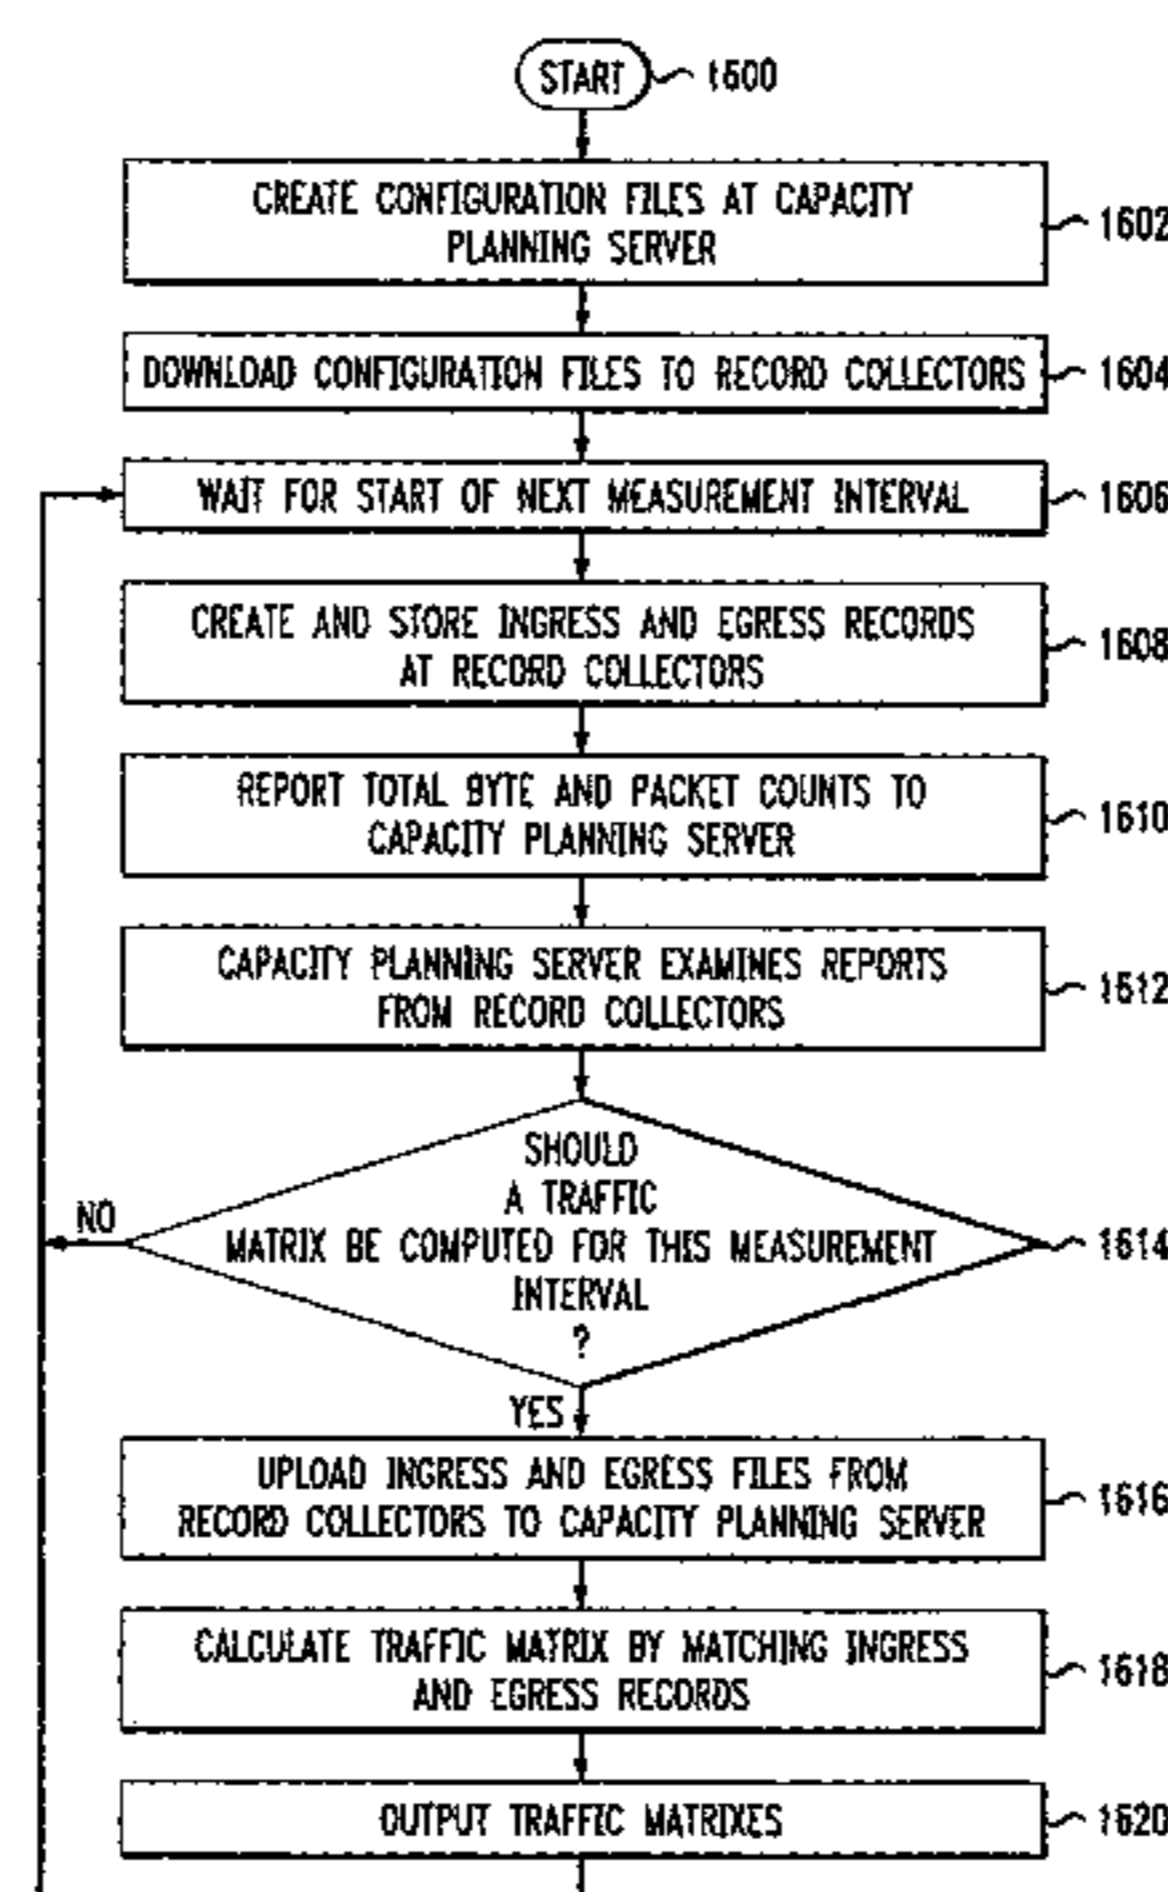 START
1600
CREATE CONFIGURATION FILES AT CAPACITY
PLANNING SERVER
1602
DOWNLOAD CONFIGURATION FILES TO RECORD COLLECTORS
1604
WAIT FOR START OF NEXT MEASUREMENT INTERVAL
1606
CREATE AND STORE INGRESS AND EGRESS RECORDS
AT RECORD COLLECTORS
1608
REPORT TOTAL BYTE AND PACKET COUNTS TO
CAPACITY PLANNING SERVER
1610
CAPACITY PLANNING SERVER EXAMINES REPORTS
FROM RECORD COLLECTORS
1612
SHOULD
A TRAFFIC
MATRIX BE COMPUTED FOR THIS MEASUREMENT
INTERVAL
?
1614
NO
YES
UPLOAD INGRESS AND EGRESS FILES FROM
RECORD COLLECTORS TO CAPACITY PLANNING SERVER
1616
CALCULATE TRAFFIC MATRIX BY MATCHING INGRESS
AND EGRESS RECORDS
1618
OUTPUT TRAFFIC MATRIXES
1620